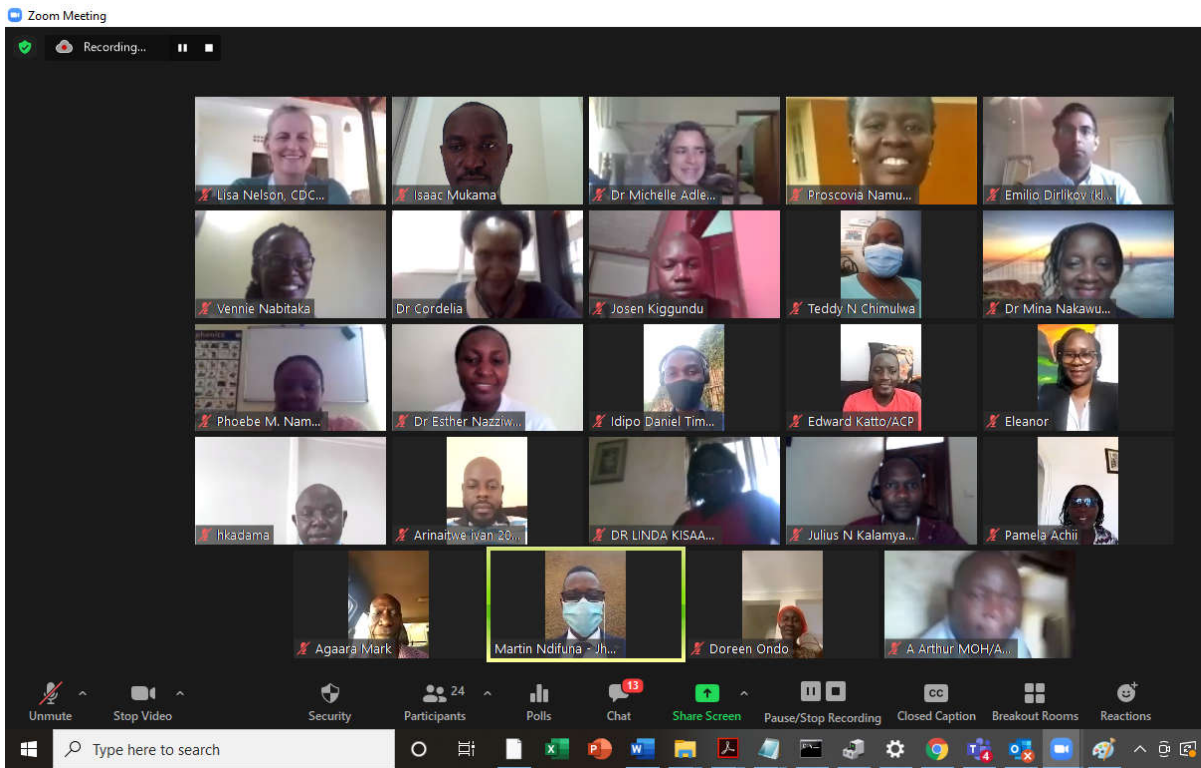 Zoom Meeting
Recording...
Lisa Nelson, CDC...
Isaac Mukama
Dr Michelle Adle...
Proscovia Namu...
Emilio Dirlikov (ki...
Vennie Nabitaka
Dr Cordelia
Josen Kiggundu
Teddy N Chimulwa
Dr Mina Nakawu...
phonics
Phoebe M. Nam...
Dr Esther Nazziw...
Idipo Daniel Tim...
Edward Katto/ACP
Eleanor
hkadama
Arinaitwe ivan 20...
DR LINDA KISAA...
Julius N Kalamya...
Pamela Achii
Agaara Mark
Martin Ndifuna - Jh...
Doreen Ondo
A Arthur MOH/A...
24
13
CC
Unmute
Stop Video
Security
Participants
Polls
Chat
Share Screen
Pause/Stop Recording
Closed Caption
Breakout Rooms
Reactions
Type here to search
4